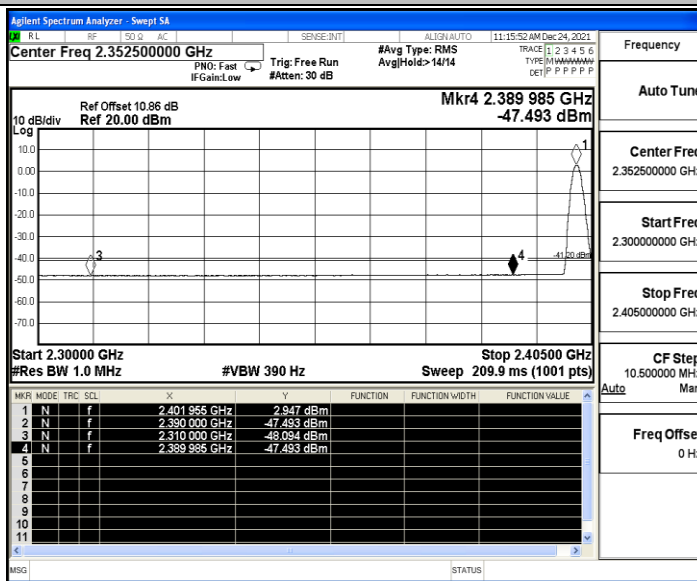 Agilent Spectrum Analyzer - Swept SA
RL RF 50 Ω AC SENSE:INT ALIGN AUTO 11:15:52 AM Dec 24, 2021
Center Freq 2.352500000 GHz
PNO: Fast
IFGain:Low
Trig: Free Run
#Atten: 30 dB
#Avg Type: RMS
Avg|Hold:>14/14
TRACE 1 2 3 4 5 6
TYPE M
DET P P P P P P
Frequency
Ref Offset 10.86 dB
10 dB/div Ref 20.00 dBm
Log
Mkr4 2.389 985 GHz
-47.493 dBm
10.0
0.00
-10.0
-20.0
-30.0
-40.0
-50.0
-60.0
-70.0
1
3
4
-41.20 dBm
Start 2.30000 GHz Stop 2.40500 GHz
#Res BW 1.0 MHz #VBW 390 Hz Sweep 209.9 ms (1001 pts)
MKR MODE TRC SCL X Y FUNCTION FUNCTION WIDTH FUNCTION VALUE
1 N f 2.401 955 GHz 2.947 dBm
2 N f 2.390 000 GHz -47.493 dBm
3 N f 2.310 000 GHz -48.094 dBm
4 N f 2.389 985 GHz -47.493 dBm
5
6
7
8
9
10
11
MSG STATUS
Auto Tune
Center Freq
2.352500000 GHz
Start Freq
2.300000000 GHz
Stop Freq
2.405000000 GHz
CF Step
10.500000 MHz
Auto Man
Freq Offset
0 Hz